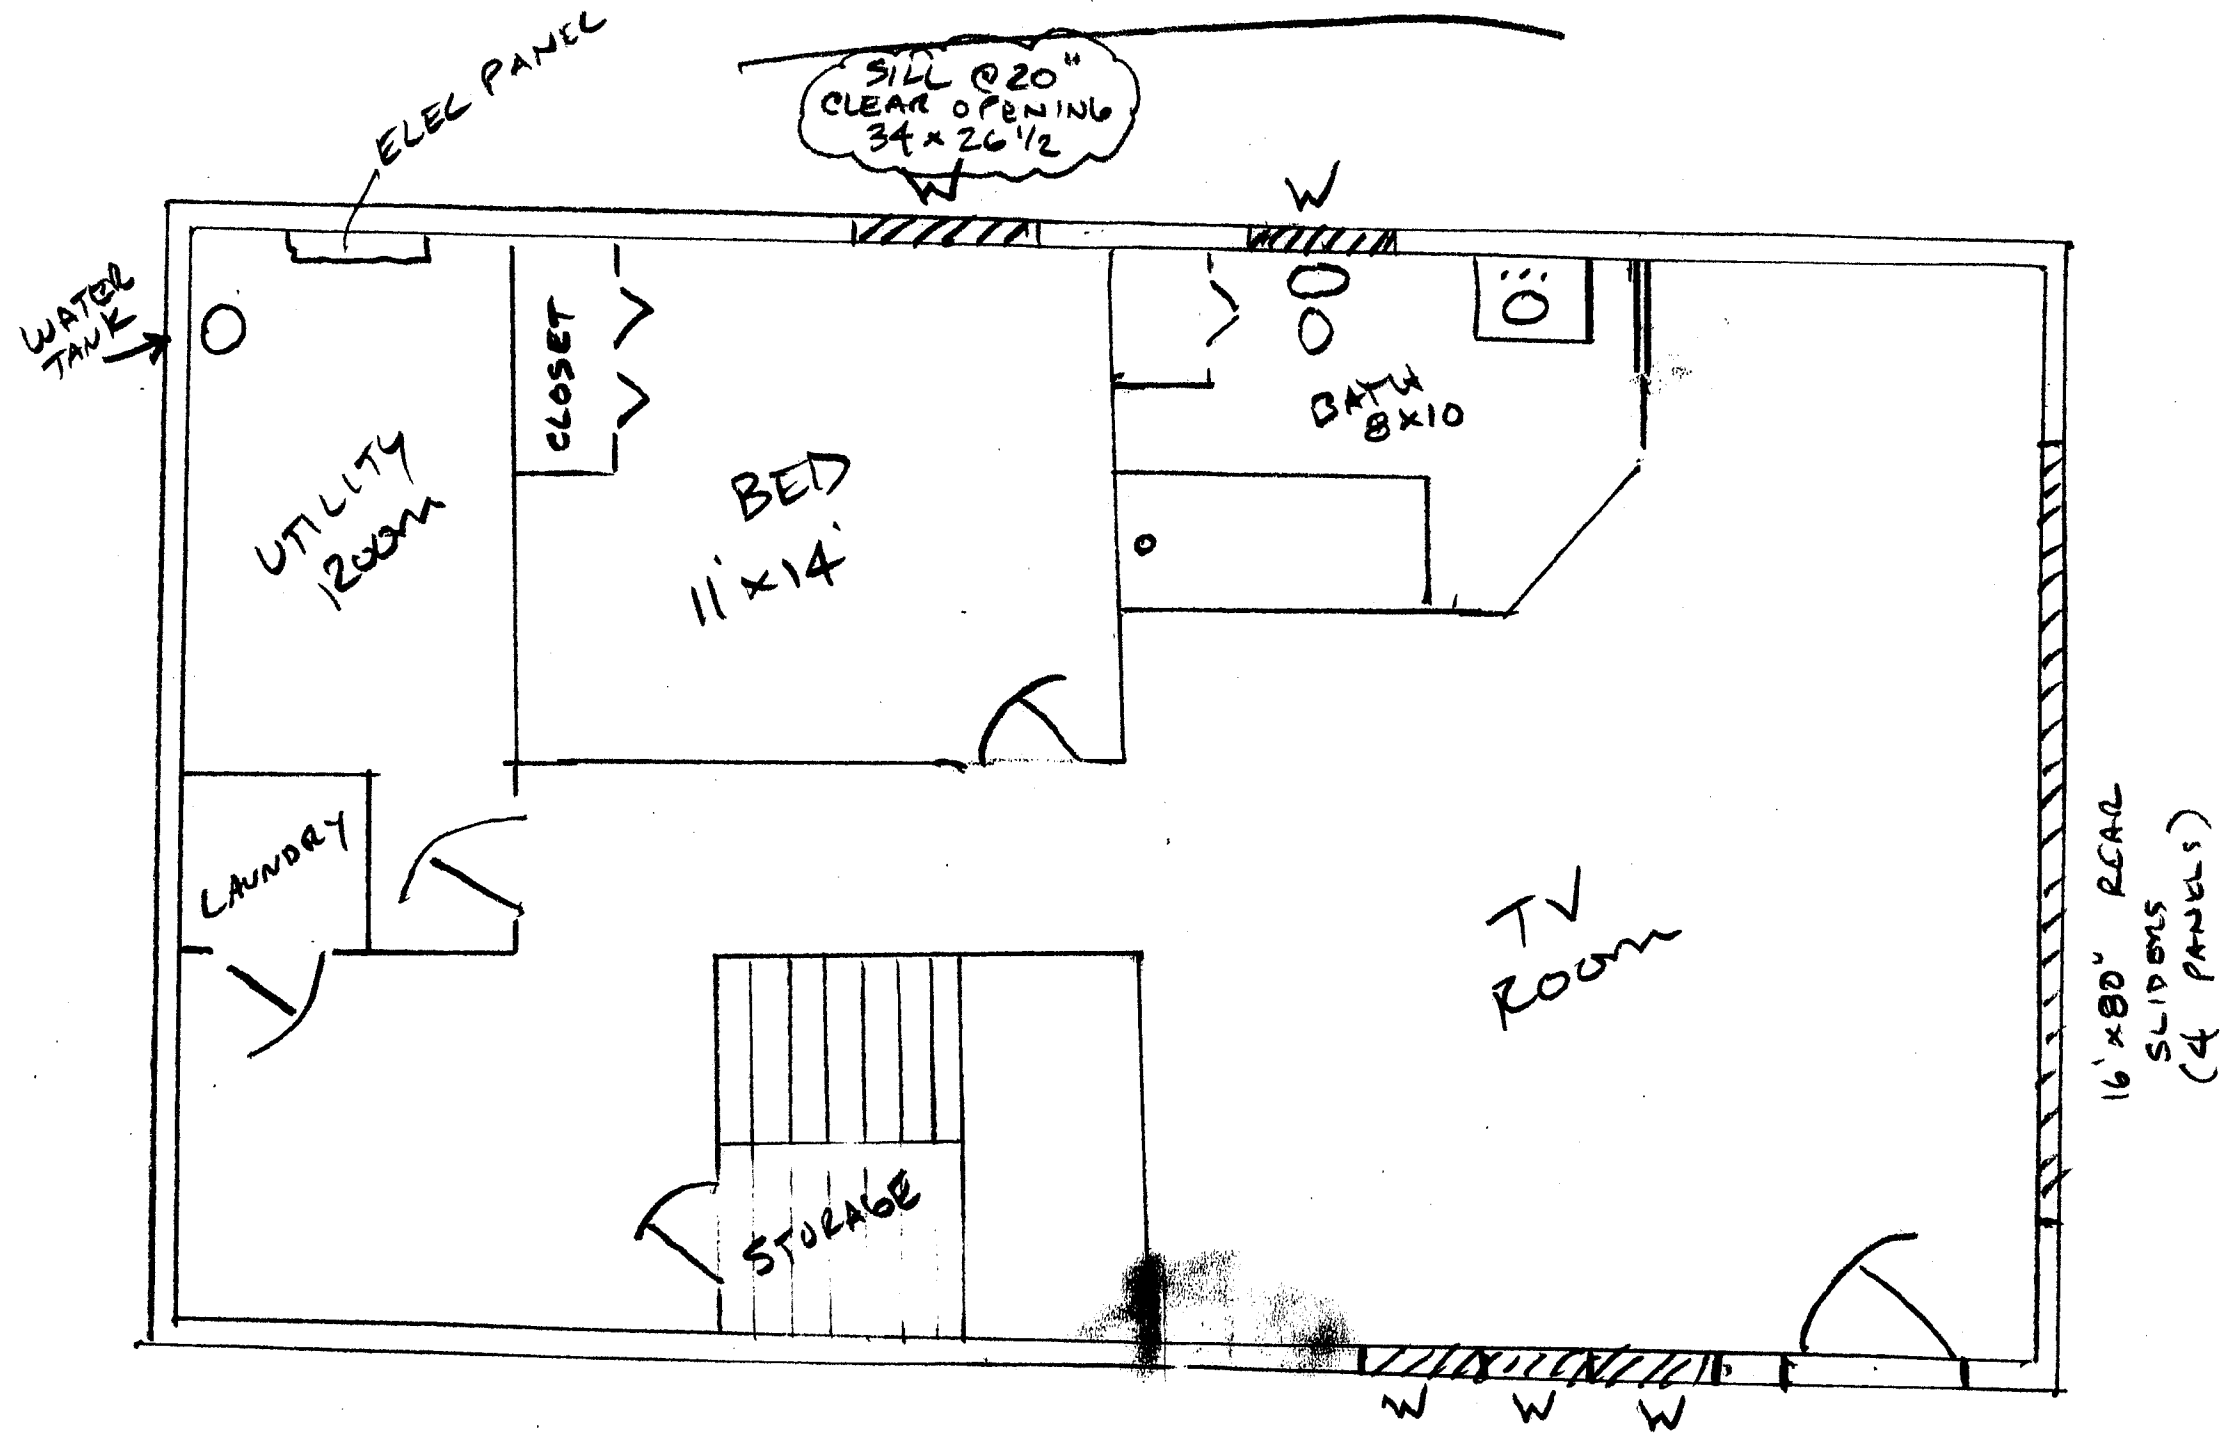 ELEC PANEL
SILL @ 20"
CLEAR OPENING
34 x 26 1/2
W
W
WATER
TANK
CLOSET
BATH
8x10
UTILITY
ROOM
BED
11' x 14'
LAUNDRY
TV
ROOM
16' x 80" REAR
SLIDERS
(4 PANELS)
STORAGE
W
W
W